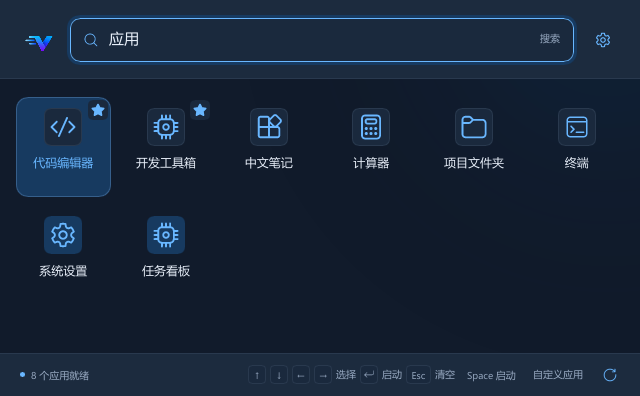 应用 搜索
代码编辑器 开发工具箱 中文笔记 计算器 项目文件夹 终端
系统设置 任务看板
8 个应用就绪 ↑ ↓ ← → 选择 ↵ 启动 Esc 清空 Space 启动 自定义应用